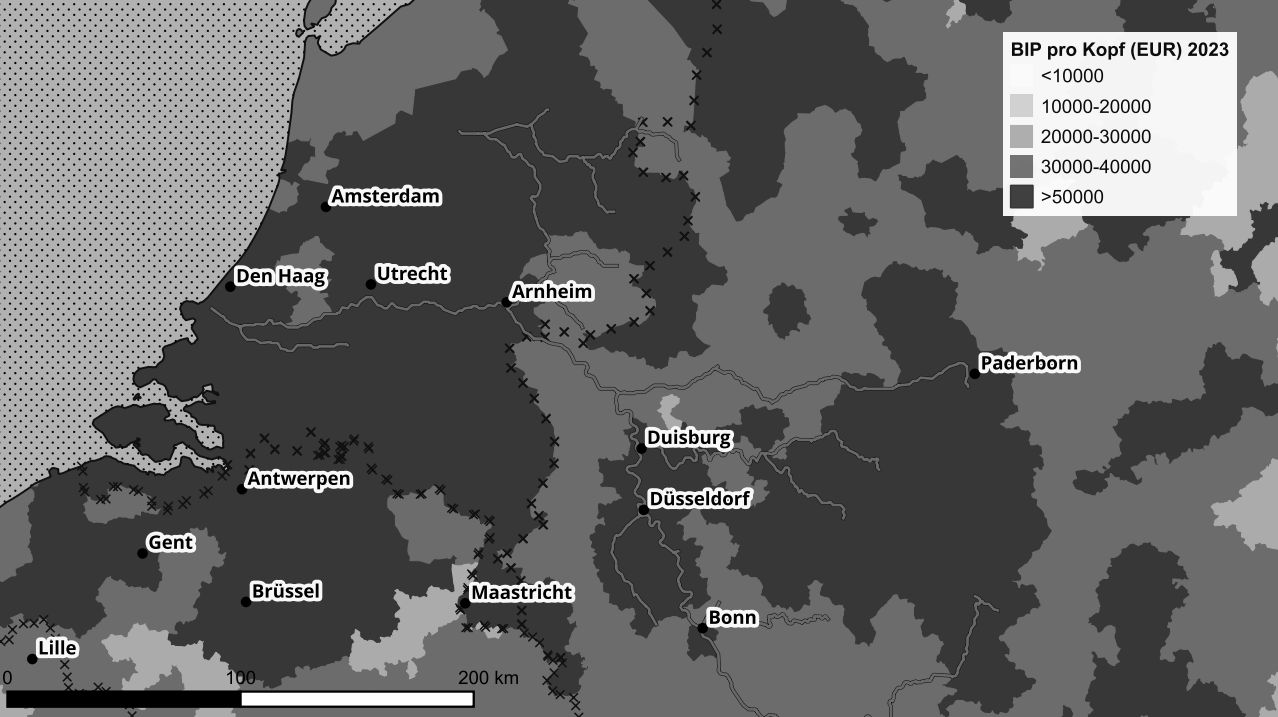 BIP pro Kopf (EUR) 2023
<10000
10000-20000
20000-30000
30000-40000
>50000
Amsterdam
Den Haag
Utrecht
Arnheim
Paderborn
Duisburg
Antwerpen
Düsseldorf
Gent
Brüssel
Maastricht
Bonn
Lille
0 100 200 km